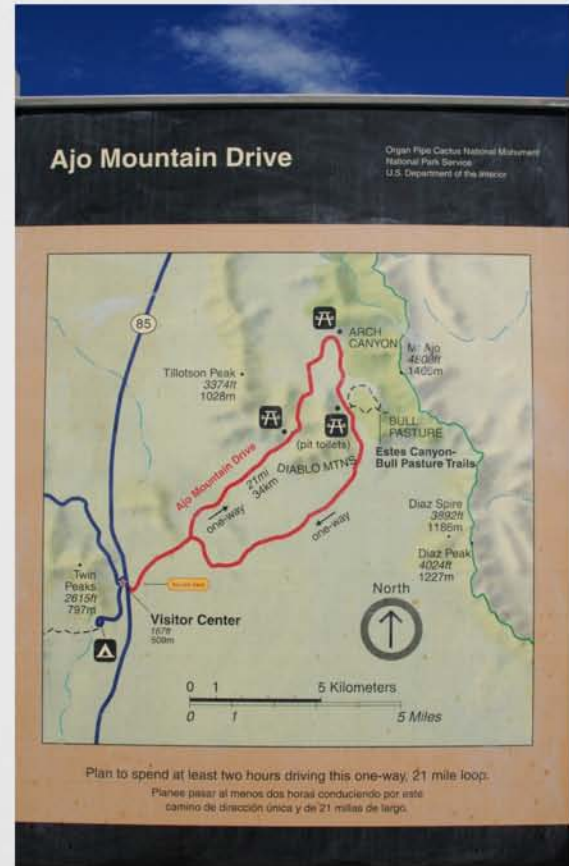 Ajo Mountain Drive
Organ Pipe Cactus National Monument
National Park Service
U.S. Department of the Interior
85
ARCH
CANYON
Mt Ajo
4808ft
1465m
Tillotson Peak
3374ft
1028m
BULL
PASTURE
(pit toilets)
Estes Canyon-
Bull Pasture Trails
DIABLO MTNS
Ajo Mountain Drive
21mi
34km
one-way
one-way
Diaz Spire
3892ft
1186m
Diaz Peak
4024ft
1227m
Twin
Peaks
2615ft
797m
Visitor Center
509m
North
0 1 5 Kilometers
0 1 5 Miles
Plan to spend at least two hours driving this one-way, 21 mile loop.
Planee pasar al menos dos horas conduciendo por este
camino de dirección única y de 21 millas de largo.